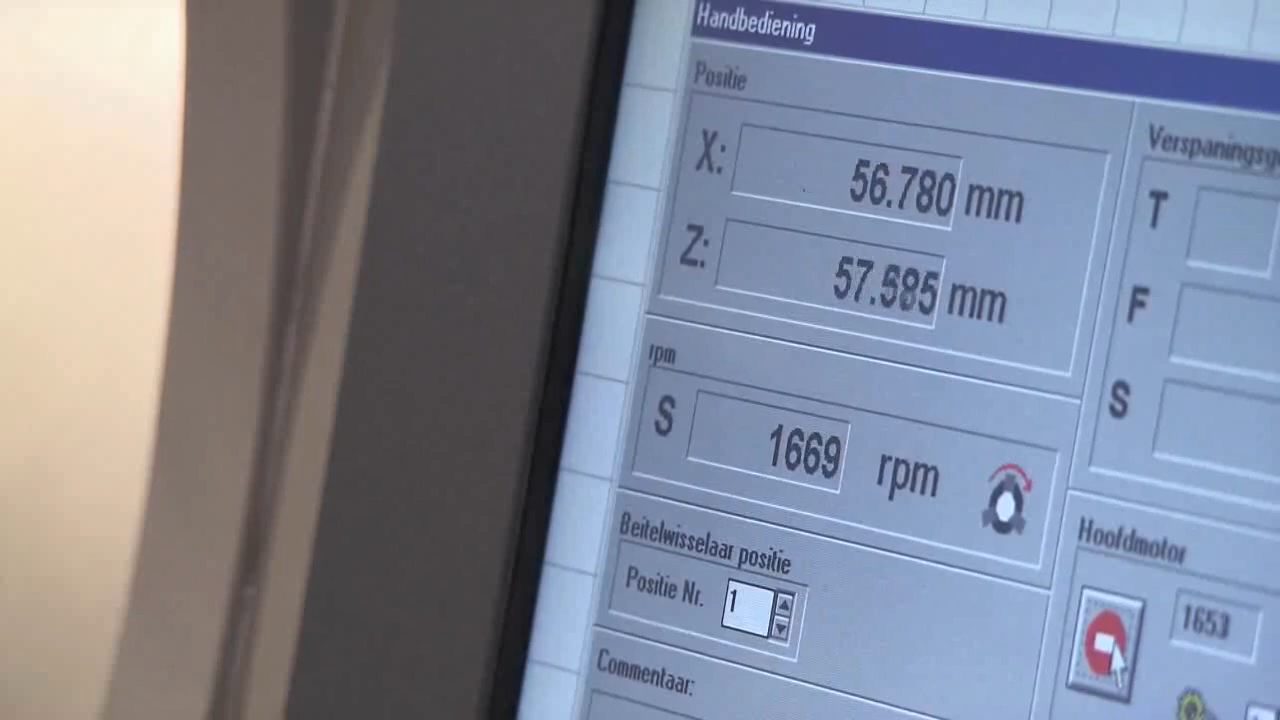 Handbediening
Positie
X: 56.780 mm
Z: 57.585 mm
rpm
S 1669 rpm
Beitelwisselaar positie
Positie Nr. 1
Commentaar:
T
F
S
Hoofdmotor
1653